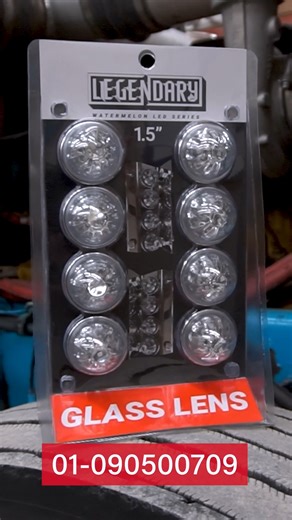 LEGENDARY
WATERMELON LED SERIES
1.5"
GLASS LENS
01-090500709